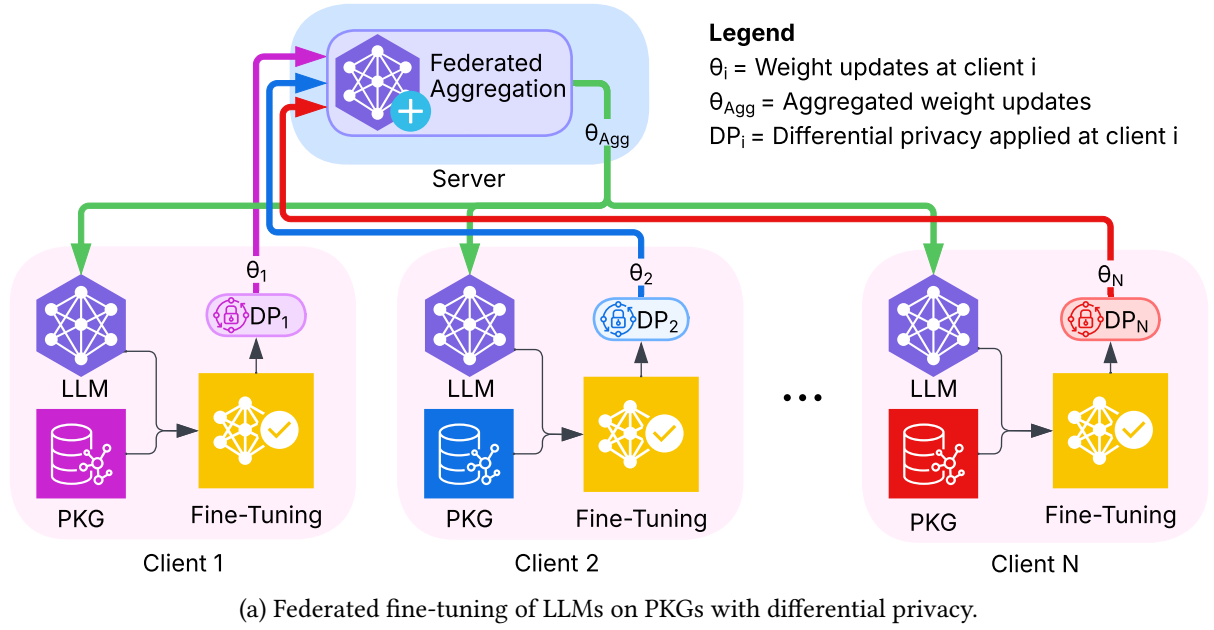 Federated
Aggregation
θAgg
Server
Legend
θi = Weight updates at client i
θAgg = Aggregated weight updates
DPi = Differential privacy applied at client i
θ1
DP1
LLM
PKG
Fine-Tuning
Client 1
θ2
DP2
LLM
PKG
Fine-Tuning
Client 2
...
θN
DPN
LLM
PKG
Fine-Tuning
Client N
(a) Federated fine-tuning of LLMs on PKGs with differential privacy.